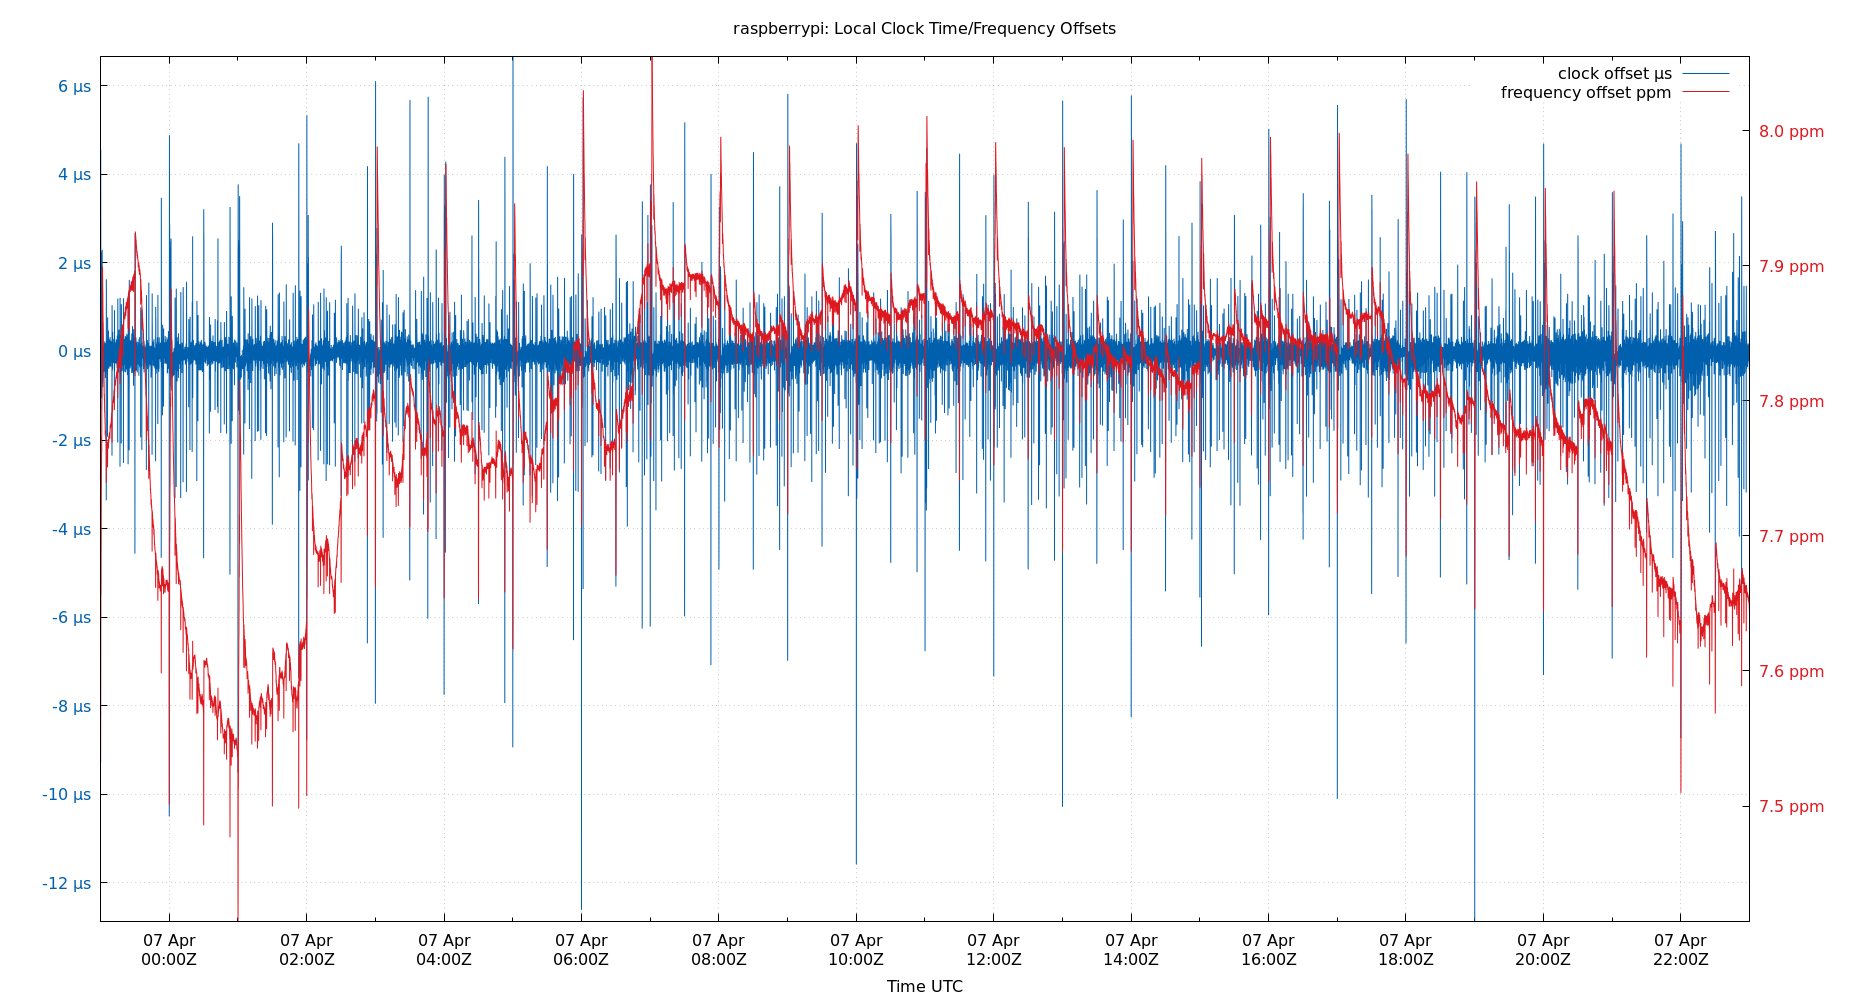 raspberrypi: Local Clock Time/Frequency Offsets
clock offset µs
frequency offset ppm
6 µs
4 µs
2 µs
0 µs
-2 µs
-4 µs
-6 µs
-8 µs
-10 µs
-12 µs
8.0 ppm
7.9 ppm
7.8 ppm
7.7 ppm
7.6 ppm
7.5 ppm
07 Apr 07 Apr 07 Apr 07 Apr 07 Apr 07 Apr 07 Apr 07 Apr 07 Apr 07 Apr 07 Apr 07 Apr
00:00Z 02:00Z 04:00Z 06:00Z 08:00Z 10:00Z 12:00Z 14:00Z 16:00Z 18:00Z 20:00Z 22:00Z
Time UTC